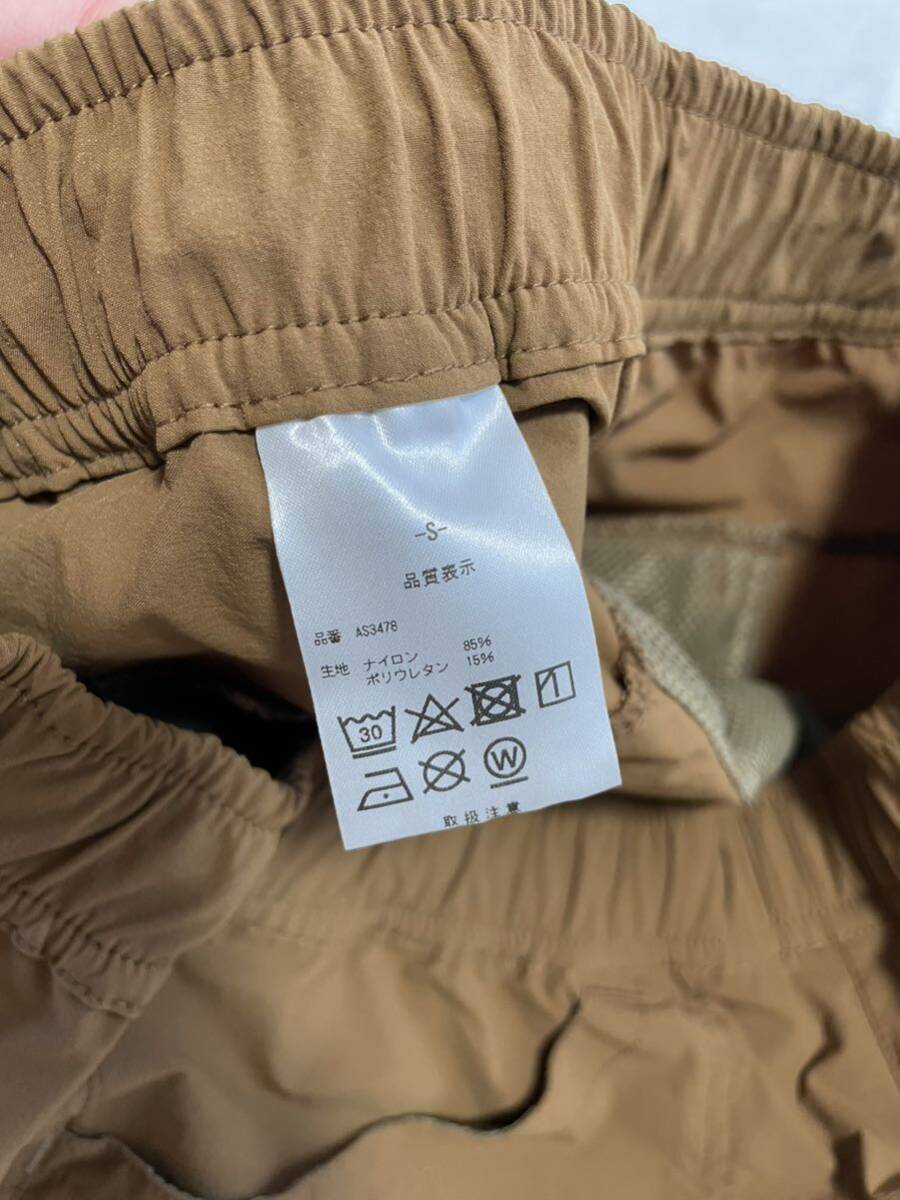 -S-
品質表示
品番 AS3478
生地 ナイロン 85%
ポリウレタン 15%
30
W
取扱注意